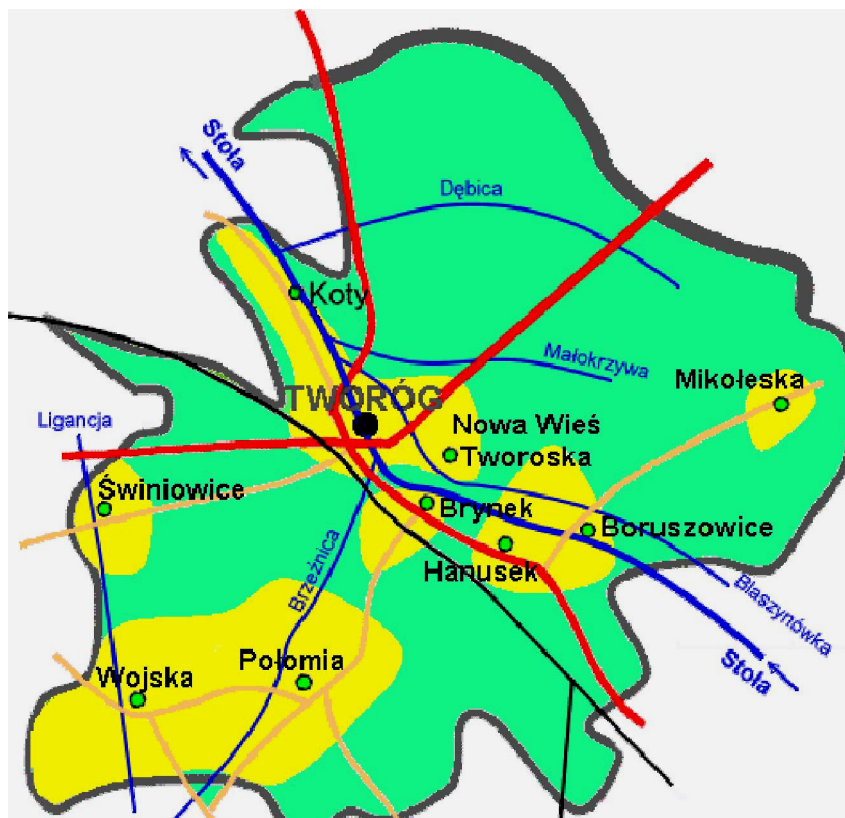 Stoła
Dębica
Koty
Małokrzywa
Mikołeska
TWORÓG
Ligancja
Nowa Wieś
Tworoska
Świniowice
Brynek
Boruszowice
Hanusek
Brzeźnica
Błaszynówka
Połomia
Wojska
Stoła